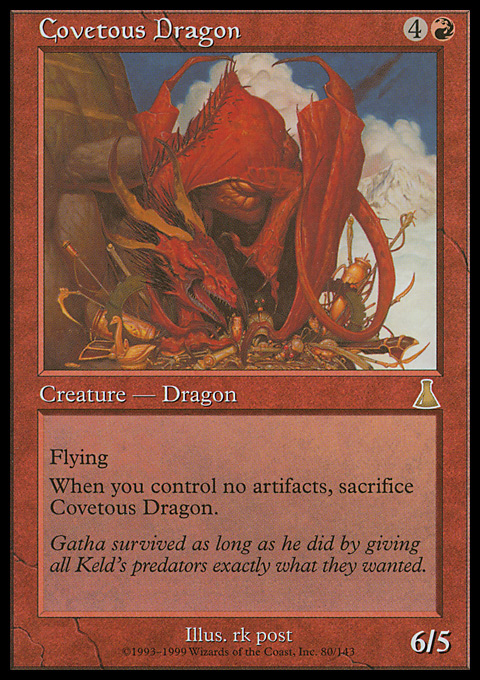 Covetous Dragon 4
Creature — Dragon
Flying
When you control no artifacts, sacrifice
Covetous Dragon.
Gatha survived as long as he did by giving
all Keld's predators exactly what they wanted.
Illus. rk post
©1993–1999 Wizards of the Coast, Inc. 80/143
6/5